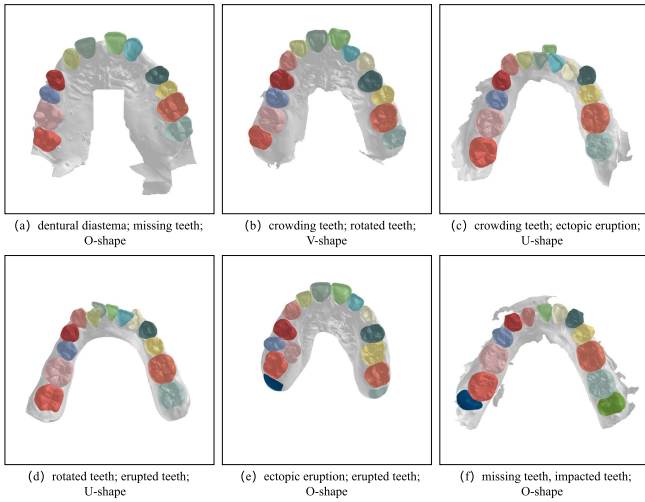 (a) dentural diastema; missing teeth;
O-shape
(b) crowding teeth; rotated teeth;
V-shape
(c) crowding teeth; ectopic eruption;
U-shape
(d) rotated teeth; erupted teeth;
U-shape
(e) ectopic eruption; erupted teeth;
O-shape
(f) missing teeth, impacted teeth;
O-shape